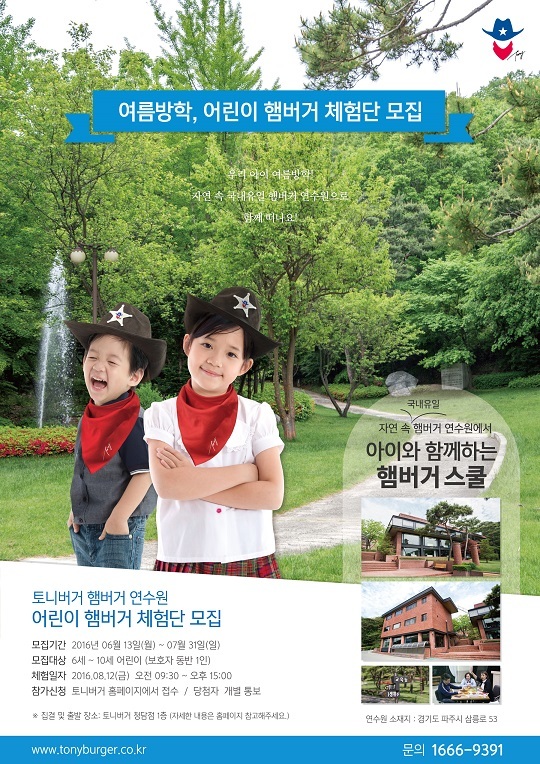 여름방학, 어린이 햄버거 체험단 모집
우리 아이 여름방학!
자연 속 국내유일 햄버거 연수원으로
함께 떠나요!
국내유일
자연 속 햄버거 연수원에서
아이와 함께하는
햄버거 스쿨
토니버거 햄버거 연수원
어린이 햄버거 체험단 모집
모집기간 2016년 06월 13일(월) ~ 07월 31일(일)
모집대상 6세 ~ 10세 어린이 (보호자 동반 1인)
체험일자 2016.08.12(금) 오전 09:30 ~ 오후 15:00
참가신청 토니버거 홈페이지에서 접수 / 당첨자 개별 통보
※ 집결 및 출발 장소: 토니버거 청담점 1층 (자세한 내용은 홈페이지 참고해주세요.)
연수원 소재지 : 경기도 파주시 삼릉로 53
www.tonyburger.co.kr
문의 1666-9391